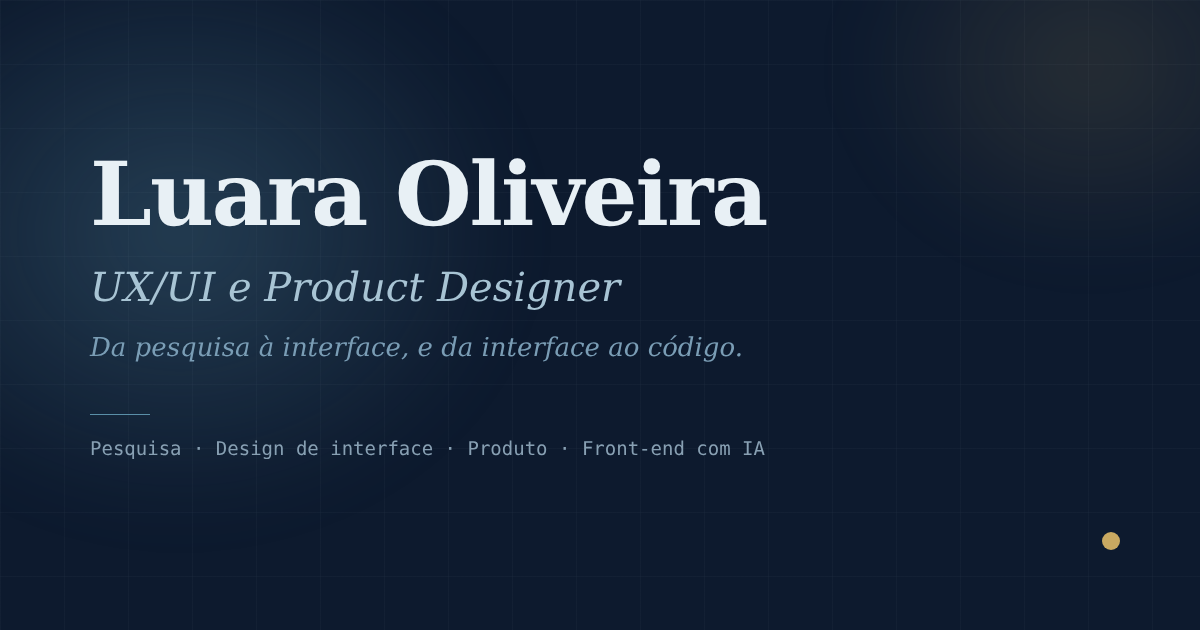 Luara Oliveira
UX/UI e Product Designer
Da pesquisa à interface, e da interface ao código.
Pesquisa · Design de interface · Produto · Front-end com IA